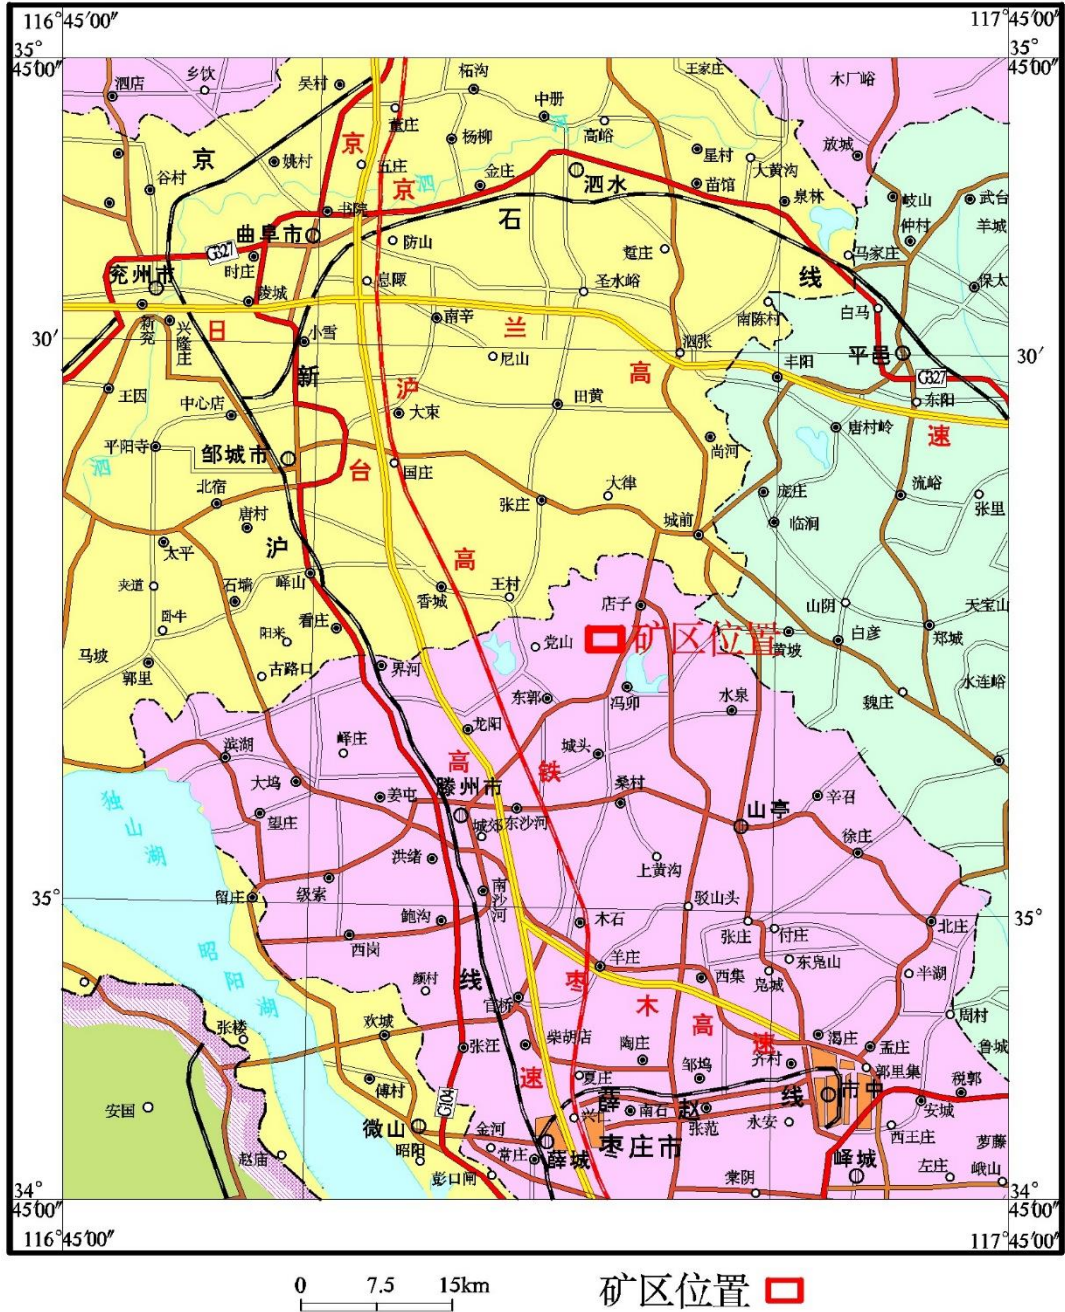 116°45′00″
117°45′00″
35°
45′00″
35°
45′00″
泗店
乡饮
吴村
柘沟
王家庄
木厂峪
董庄
中册
高峪
杨柳
放城
京
京
五庄
姚村
星村
大黄沟
谷村
泗
金庄
泗水
苗馆
泉林
岐山
武台
书院
石
仲村
羊城
曲阜市
防山
踅庄
马家庄
G327
时庄
兖州市
息陬
圣水峪
线
保太
陵城
南陈村
白马
新兖
兴隆庄
日
南辛
兰
30′
小雪
尼山
泗张
平邑
30′
新
沪
高
丰阳
G327
王因
中心店
大束
田黄
东阳
唐村岭
速
平阳寺
邹城市
尚河
泗
台
国庄
北宿
张庄
大律
庞庄
流峪
张里
唐村
城前
临涧
太平
沪
高
夹道
石墙
峄山
香城
王村
店子
山阴
天宝山
卧牛
看庄
矿区位置
阳来
党山
黄坡
白彦
郑城
马坡
郭里
古路口
界河
水连峪
东郭
冯卯
水泉
魏庄
滨湖
峄庄
龙阳
高
城头
铁
大坞
独山湖
姜屯
滕州市
桑村
辛召
望庄
城郊
东沙河
山亭
徐庄
洪绪
上黄沟
留庄
级索
南沙河
35°
鲍沟
木石
驳山头
35°
张庄
付庄
北庄
西岗
昭阳湖
羊庄
东凫山
颜村
线
枣
西集
凫城
半湖
官桥
木
周村
张楼
欢城
高
张汪
柴胡店
陶庄
速
渴庄
孟庄
鲁城
齐村
邹坞
郭里集
傅村
速
夏庄
税郭
安国
G104
薛
赵
线
市中
兴仁
南石
安城
微山
金河
张范
永安
西王庄
萝藤
枣庄市
赵庙
昭阳
常庄
薛城
峄城
彭口闸
棠阴
左庄
峨山
34°
45′00″
34°
45′00″
116°45′00″
117°45′00″
0
7.5
15km
矿区位置